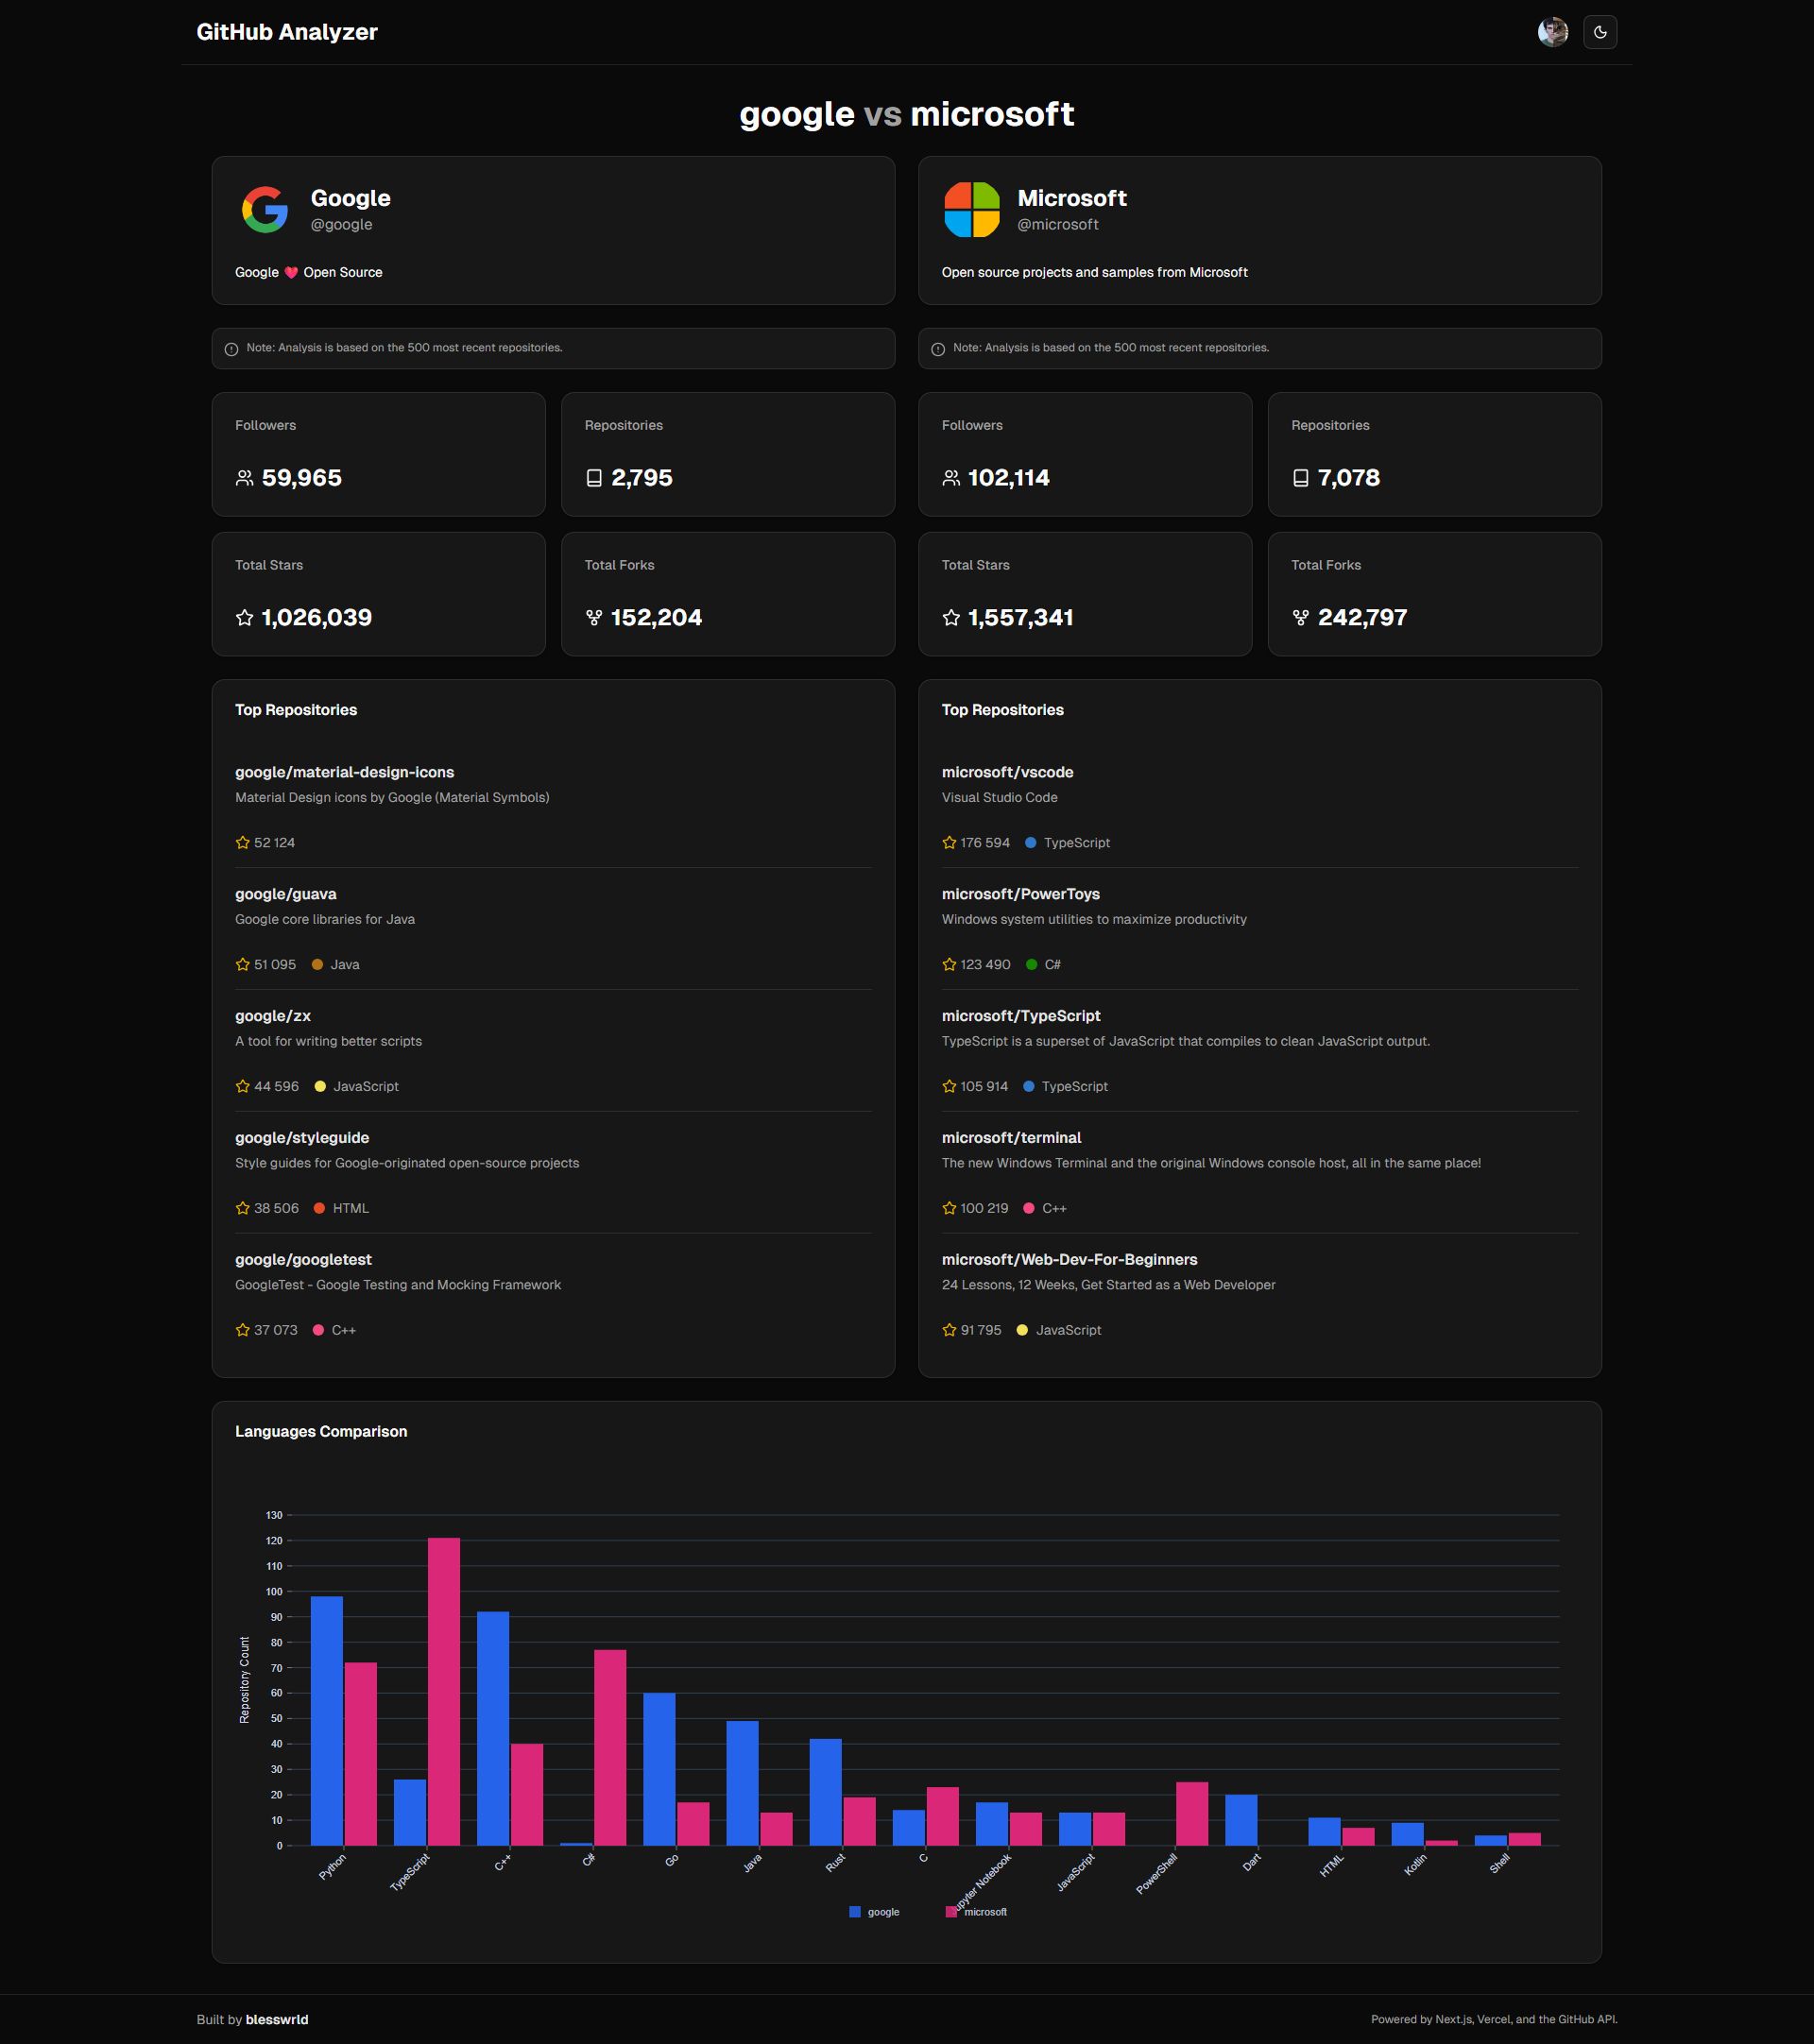 GitHub Analyzer
google vs microsoft
Google
@google
Google ❤️ Open Source
Microsoft
@microsoft
Open source projects and samples from Microsoft
Note: Analysis is based on the 500 most recent repositories.
Note: Analysis is based on the 500 most recent repositories.
Followers
59,965
Repositories
2,795
Followers
102,114
Repositories
7,078
Total Stars
1,026,039
Total Forks
152,204
Total Stars
1,557,341
Total Forks
242,797
Top Repositories
google/material-design-icons
Material Design icons by Google (Material Symbols)
52 124
google/guava
Google core libraries for Java
51 095 Java
google/zx
A tool for writing better scripts
44 596 JavaScript
google/styleguide
Style guides for Google-originated open-source projects
38 506 HTML
google/googletest
GoogleTest - Google Testing and Mocking Framework
37 073 C++
Top Repositories
microsoft/vscode
Visual Studio Code
176 594 TypeScript
microsoft/PowerToys
Windows system utilities to maximize productivity
123 490 C#
microsoft/TypeScript
TypeScript is a superset of JavaScript that compiles to clean JavaScript output.
105 914 TypeScript
microsoft/terminal
The new Windows Terminal and the original Windows console host, all in the same place!
100 219 C++
microsoft/Web-Dev-For-Beginners
24 Lessons, 12 Weeks, Get Started as a Web Developer
91 795 JavaScript
Languages Comparison
Repository Count
130
120
110
100
90
80
70
60
50
40
30
20
10
0
Python
TypeScript
C++
C#
Go
Java
Rust
C
Jupyter Notebook
JavaScript
PowerShell
Dart
HTML
Kotlin
Shell
google
microsoft
Built by blesswrld
Powered by Next.js, Vercel, and the GitHub API.